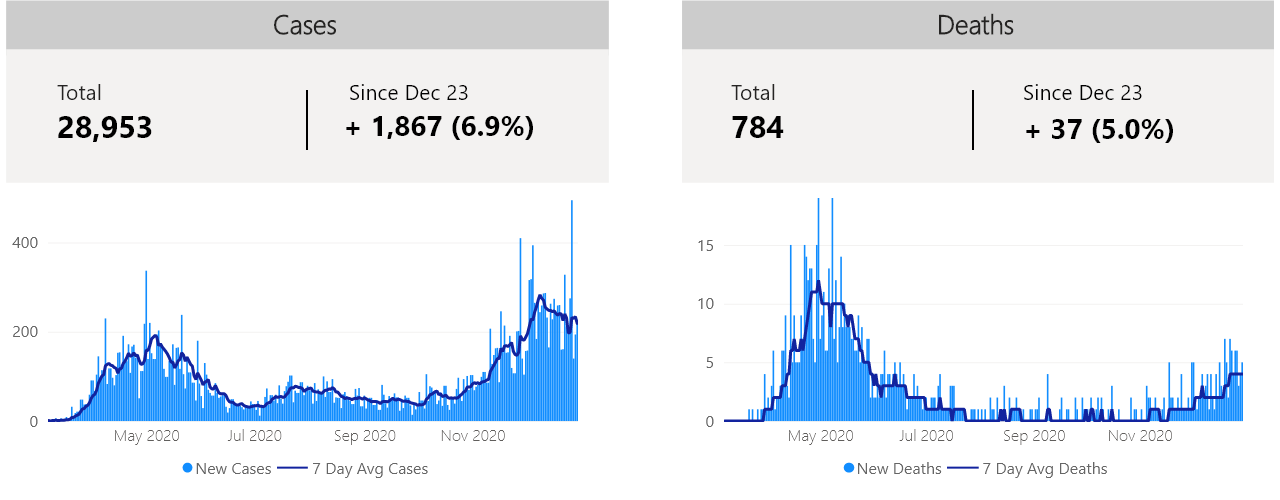 Cases
Total
28,953
Since Dec 23
+ 1,867 (6.9%)
400
200
0
May 2020
Jul 2020
Sep 2020
Nov 2020
New Cases
7 Day Avg Cases
Deaths
Total
784
Since Dec 23
+ 37 (5.0%)
15
10
5
0
May 2020
Jul 2020
Sep 2020
Nov 2020
New Deaths
7 Day Avg Deaths